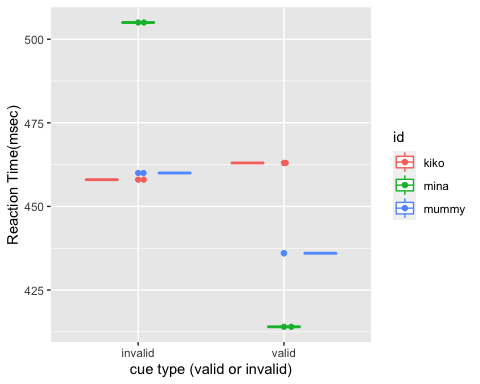 500
475
450
425
Reaction Time(msec)
invalid
valid
cue type (valid or invalid)
id
kiko
mina
mummy